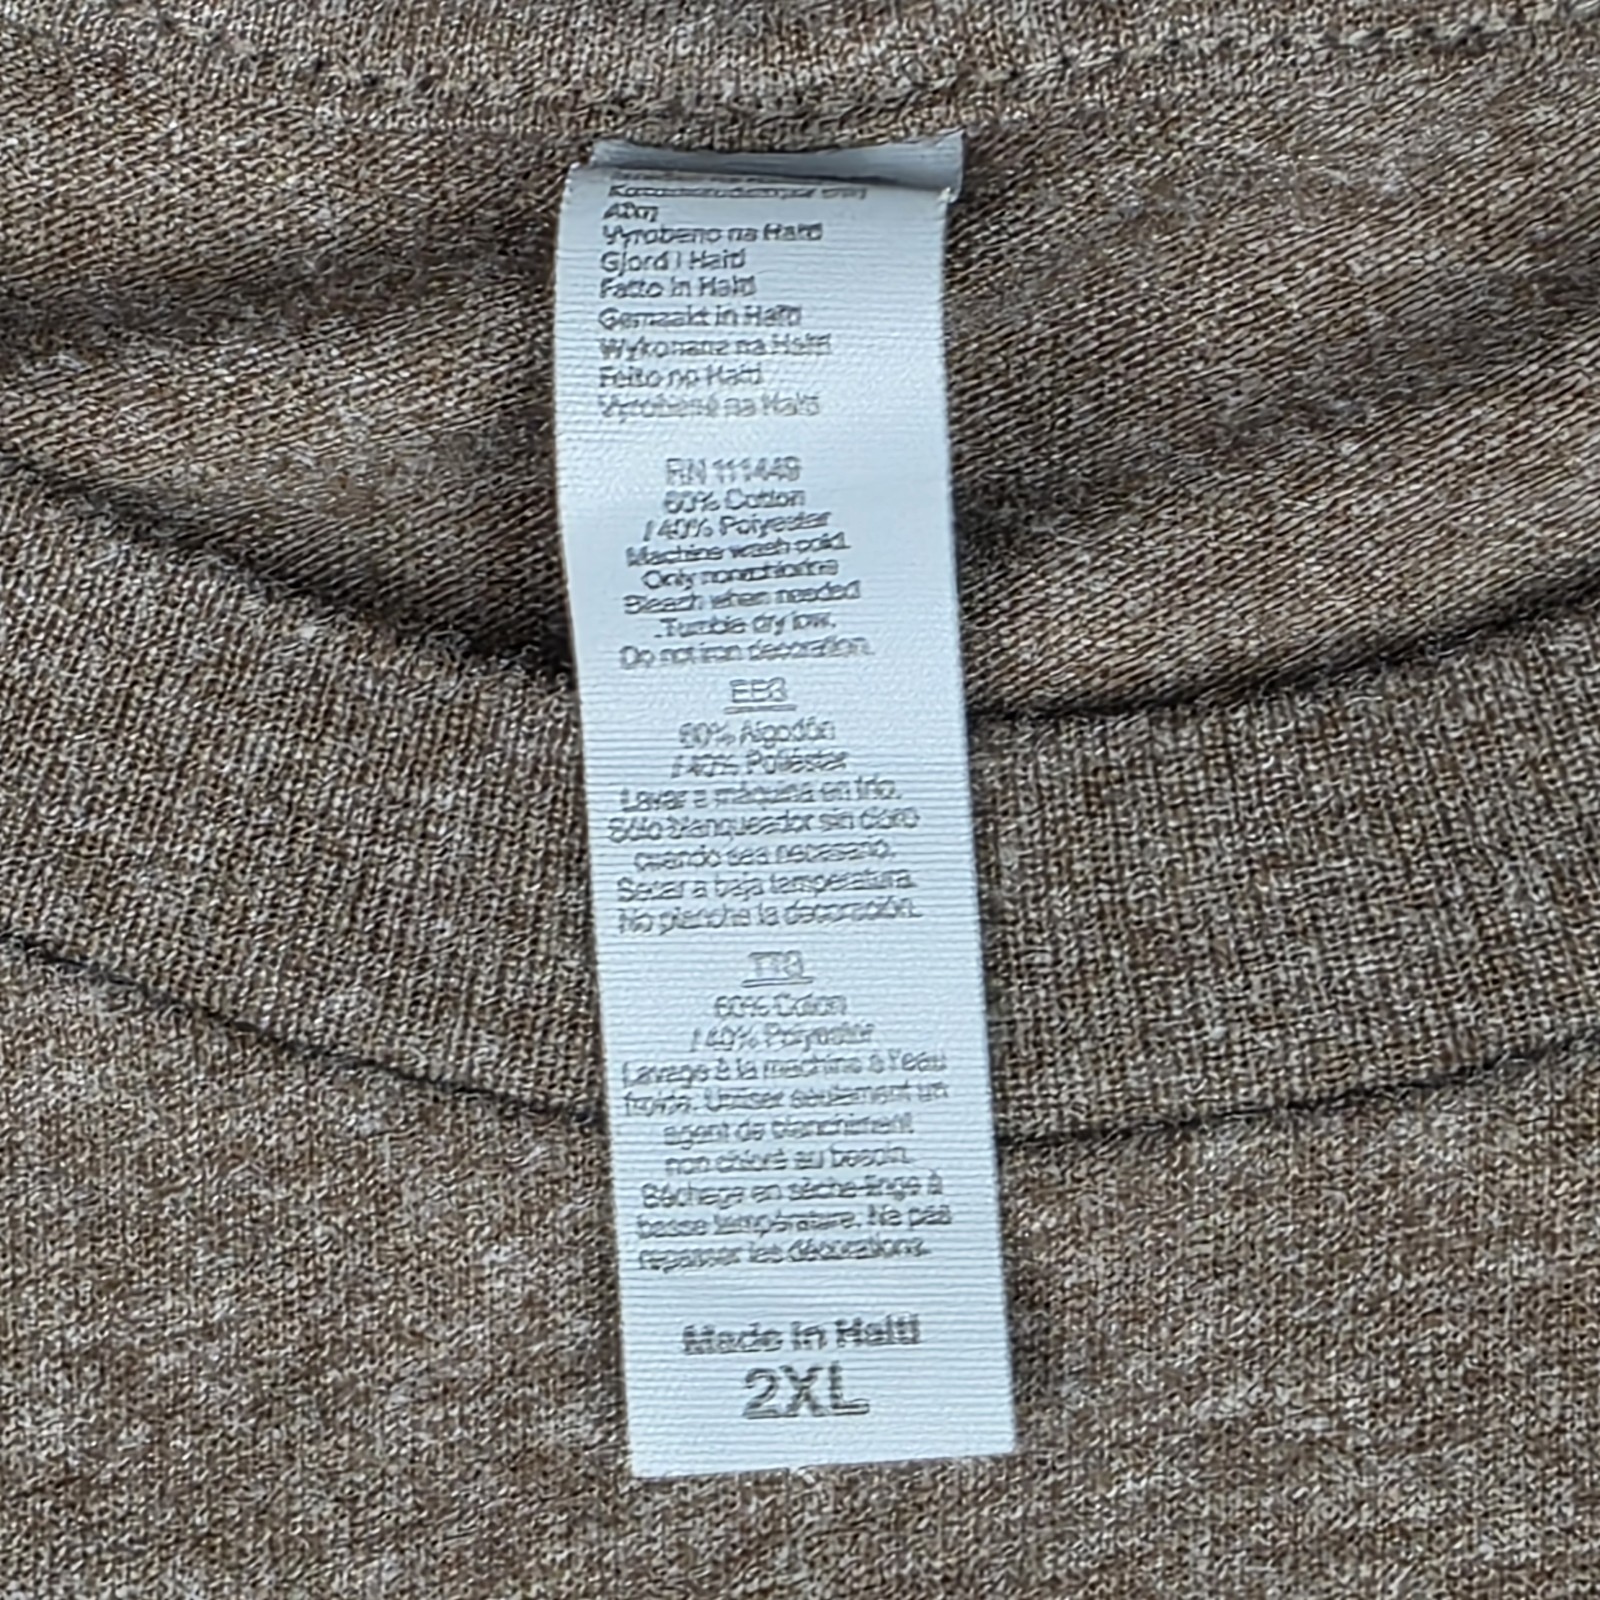 Vyrobeno na Haiti
Gjord i Haiti
Fatto in Haiti
Gemaakt in Haïti
Wykonane na Haiti
Feito no Haiti
Vyrobené na Haiti
RN 111449
60% Cotton
/ 40% Polyester
Machine wash cold.
Only nonchlorine
Bleach when needed
.Tumble dry low.
Do not iron decoration.
60% Algodón
/ 40% Poliéster
Lavar a máquina en frío.
Sólo blanqueador sin cloro
cuando sea necesario.
Secar a baja temperatura.
No planche la decoración.
60% Coton
/ 40% Polyester
Lavage à la machine à l'eau
froide. Utiliser seulement un
agent de blanchiment
non chloré au besoin.
Séchage en sèche-linge à
basse température. Ne pas
repasser les décorations.
Made in Haiti
2XL